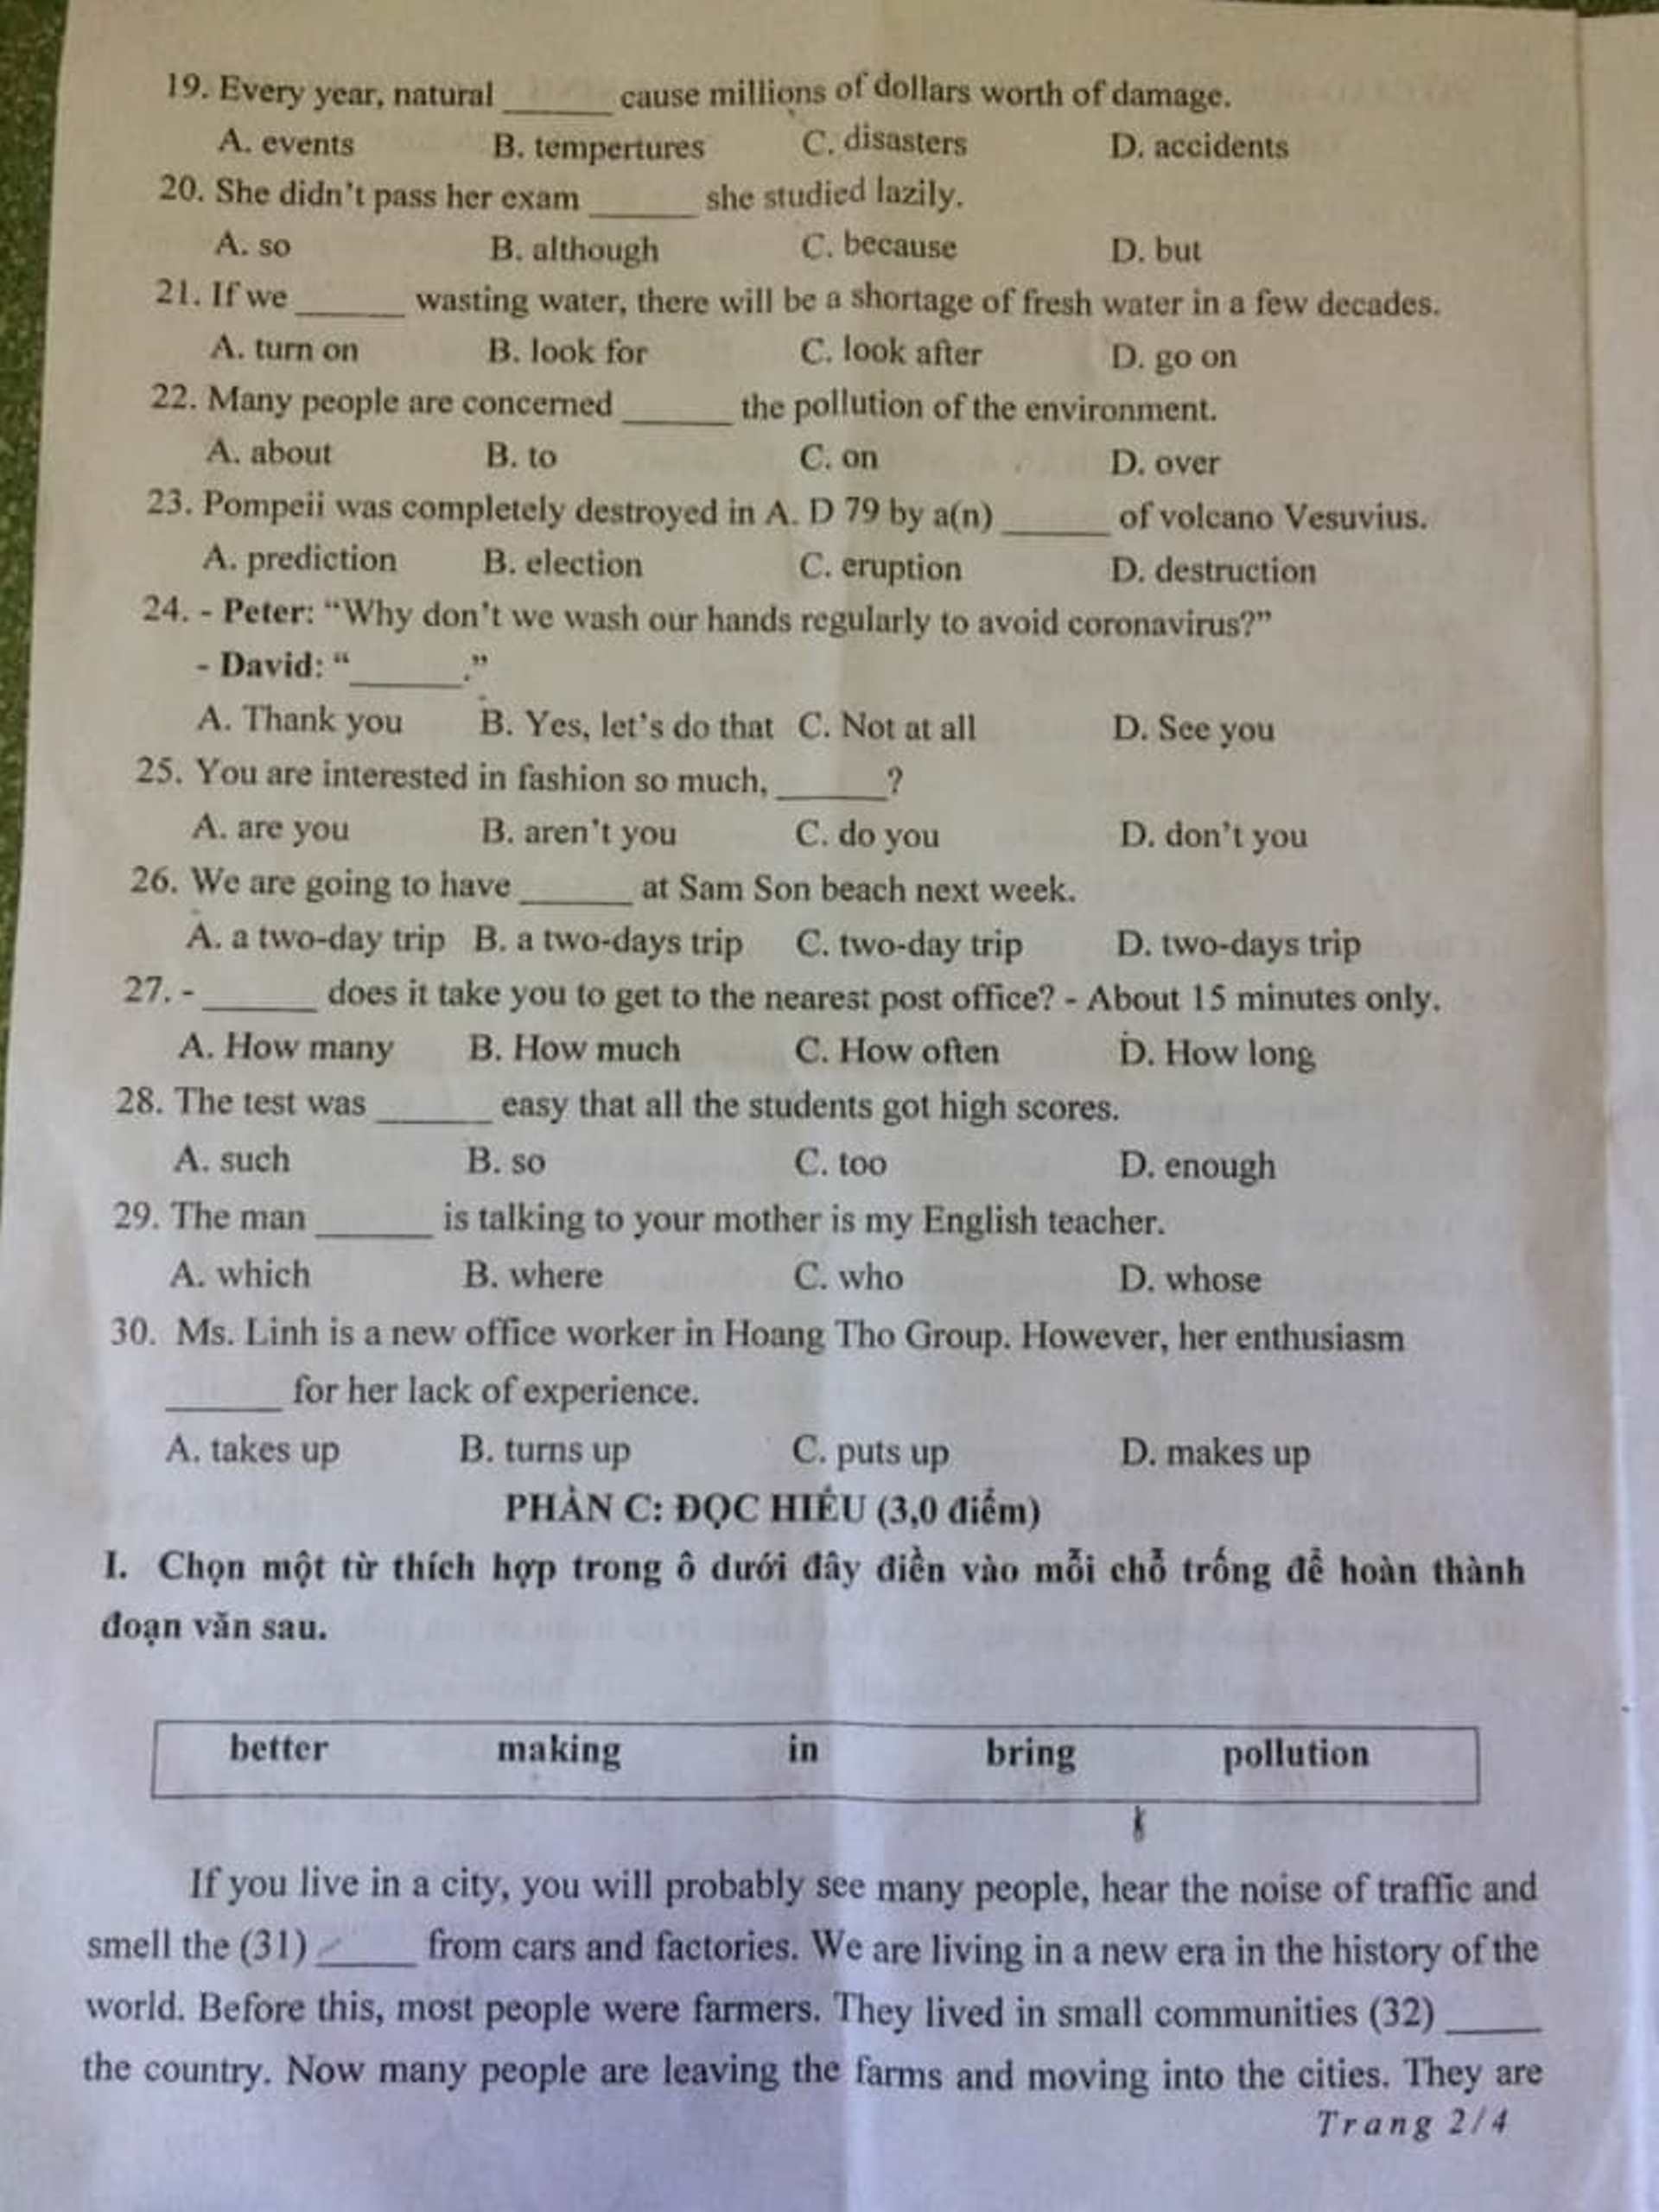 19. Every year, natural ______ cause millions of dollars worth of damage.
A. events B. tempertures C. disasters D. accidents
20. She didn't pass her exam ______ she studied lazily.
A. so B. although C. because D. but
21. If we ______ wasting water, there will be a shortage of fresh water in a few decades.
A. turn on B. look for C. look after D. go on
22. Many people are concerned ______ the pollution of the environment.
A. about B. to C. on D. over
23. Pompeii was completely destroyed in A. D 79 by a(n) ______ of volcano Vesuvius.
A. prediction B. election C. eruption D. destruction
24. - Peter: “Why don't we wash our hands regularly to avoid coronavirus?”
- David: “______.”
A. Thank you B. Yes, let's do that C. Not at all D. See you
25. You are interested in fashion so much, ______?
A. are you B. aren't you C. do you D. don't you
26. We are going to have ______ at Sam Son beach next week.
A. a two-day trip B. a two-days trip C. two-day trip D. two-days trip
27. - ______ does it take you to get to the nearest post office? - About 15 minutes only.
A. How many B. How much C. How often D. How long
28. The test was ______ easy that all the students got high scores.
A. such B. so C. too D. enough
29. The man ______ is talking to your mother is my English teacher.
A. which B. where C. who D. whose
30. Ms. Linh is a new office worker in Hoang Tho Group. However, her enthusiasm
______ for her lack of experience.
A. takes up B. turns up C. puts up D. makes up
PHẦN C: ĐỌC HIỂU (3,0 điểm)
I. Chọn một từ thích hợp trong ô dưới đây điền vào mỗi chỗ trống để hoàn thành
đoạn văn sau.
better making in bring pollution
If you live in a city, you will probably see many people, hear the noise of traffic and
smell the (31) _____ from cars and factories. We are living in a new era in the history of the
world. Before this, most people were farmers. They lived in small communities (32) _____
the country. Now many people are leaving the farms and moving into the cities. They are
Trang 2/4